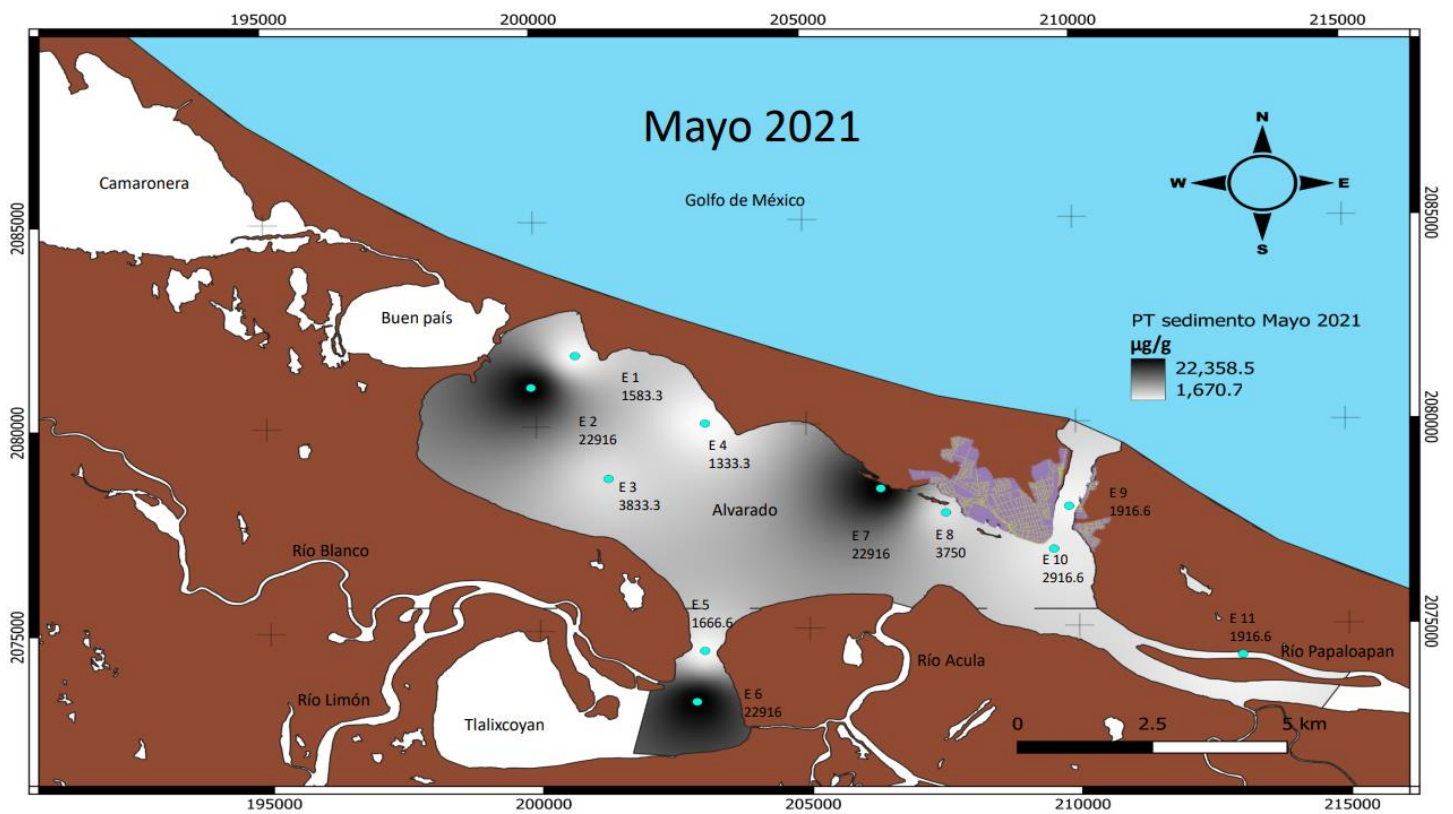 195000
200000
205000
210000
215000
Mayo 2021
Golfo de México
N
W
E
S
Camaronera
2085000
2085000
Buen país
PT sedimento Mayo 2021
µg/g
22,358.5
1,670.7
E 1
1583.3
E 2
22916
E 4
1333.3
2080000
2080000
E 3
3833.3
Alvarado
E 7
22916
E 8
3750
E 9
1916.6
E 10
2916.6
Río Blanco
E 5
1666.6
2075000
2075000
E 11
1916.6
Río Papaloapan
Río Acula
Río Limón
Tlalixcoyan
E 6
22916
0
2.5
5 km
195000
200000
205000
210000
215000